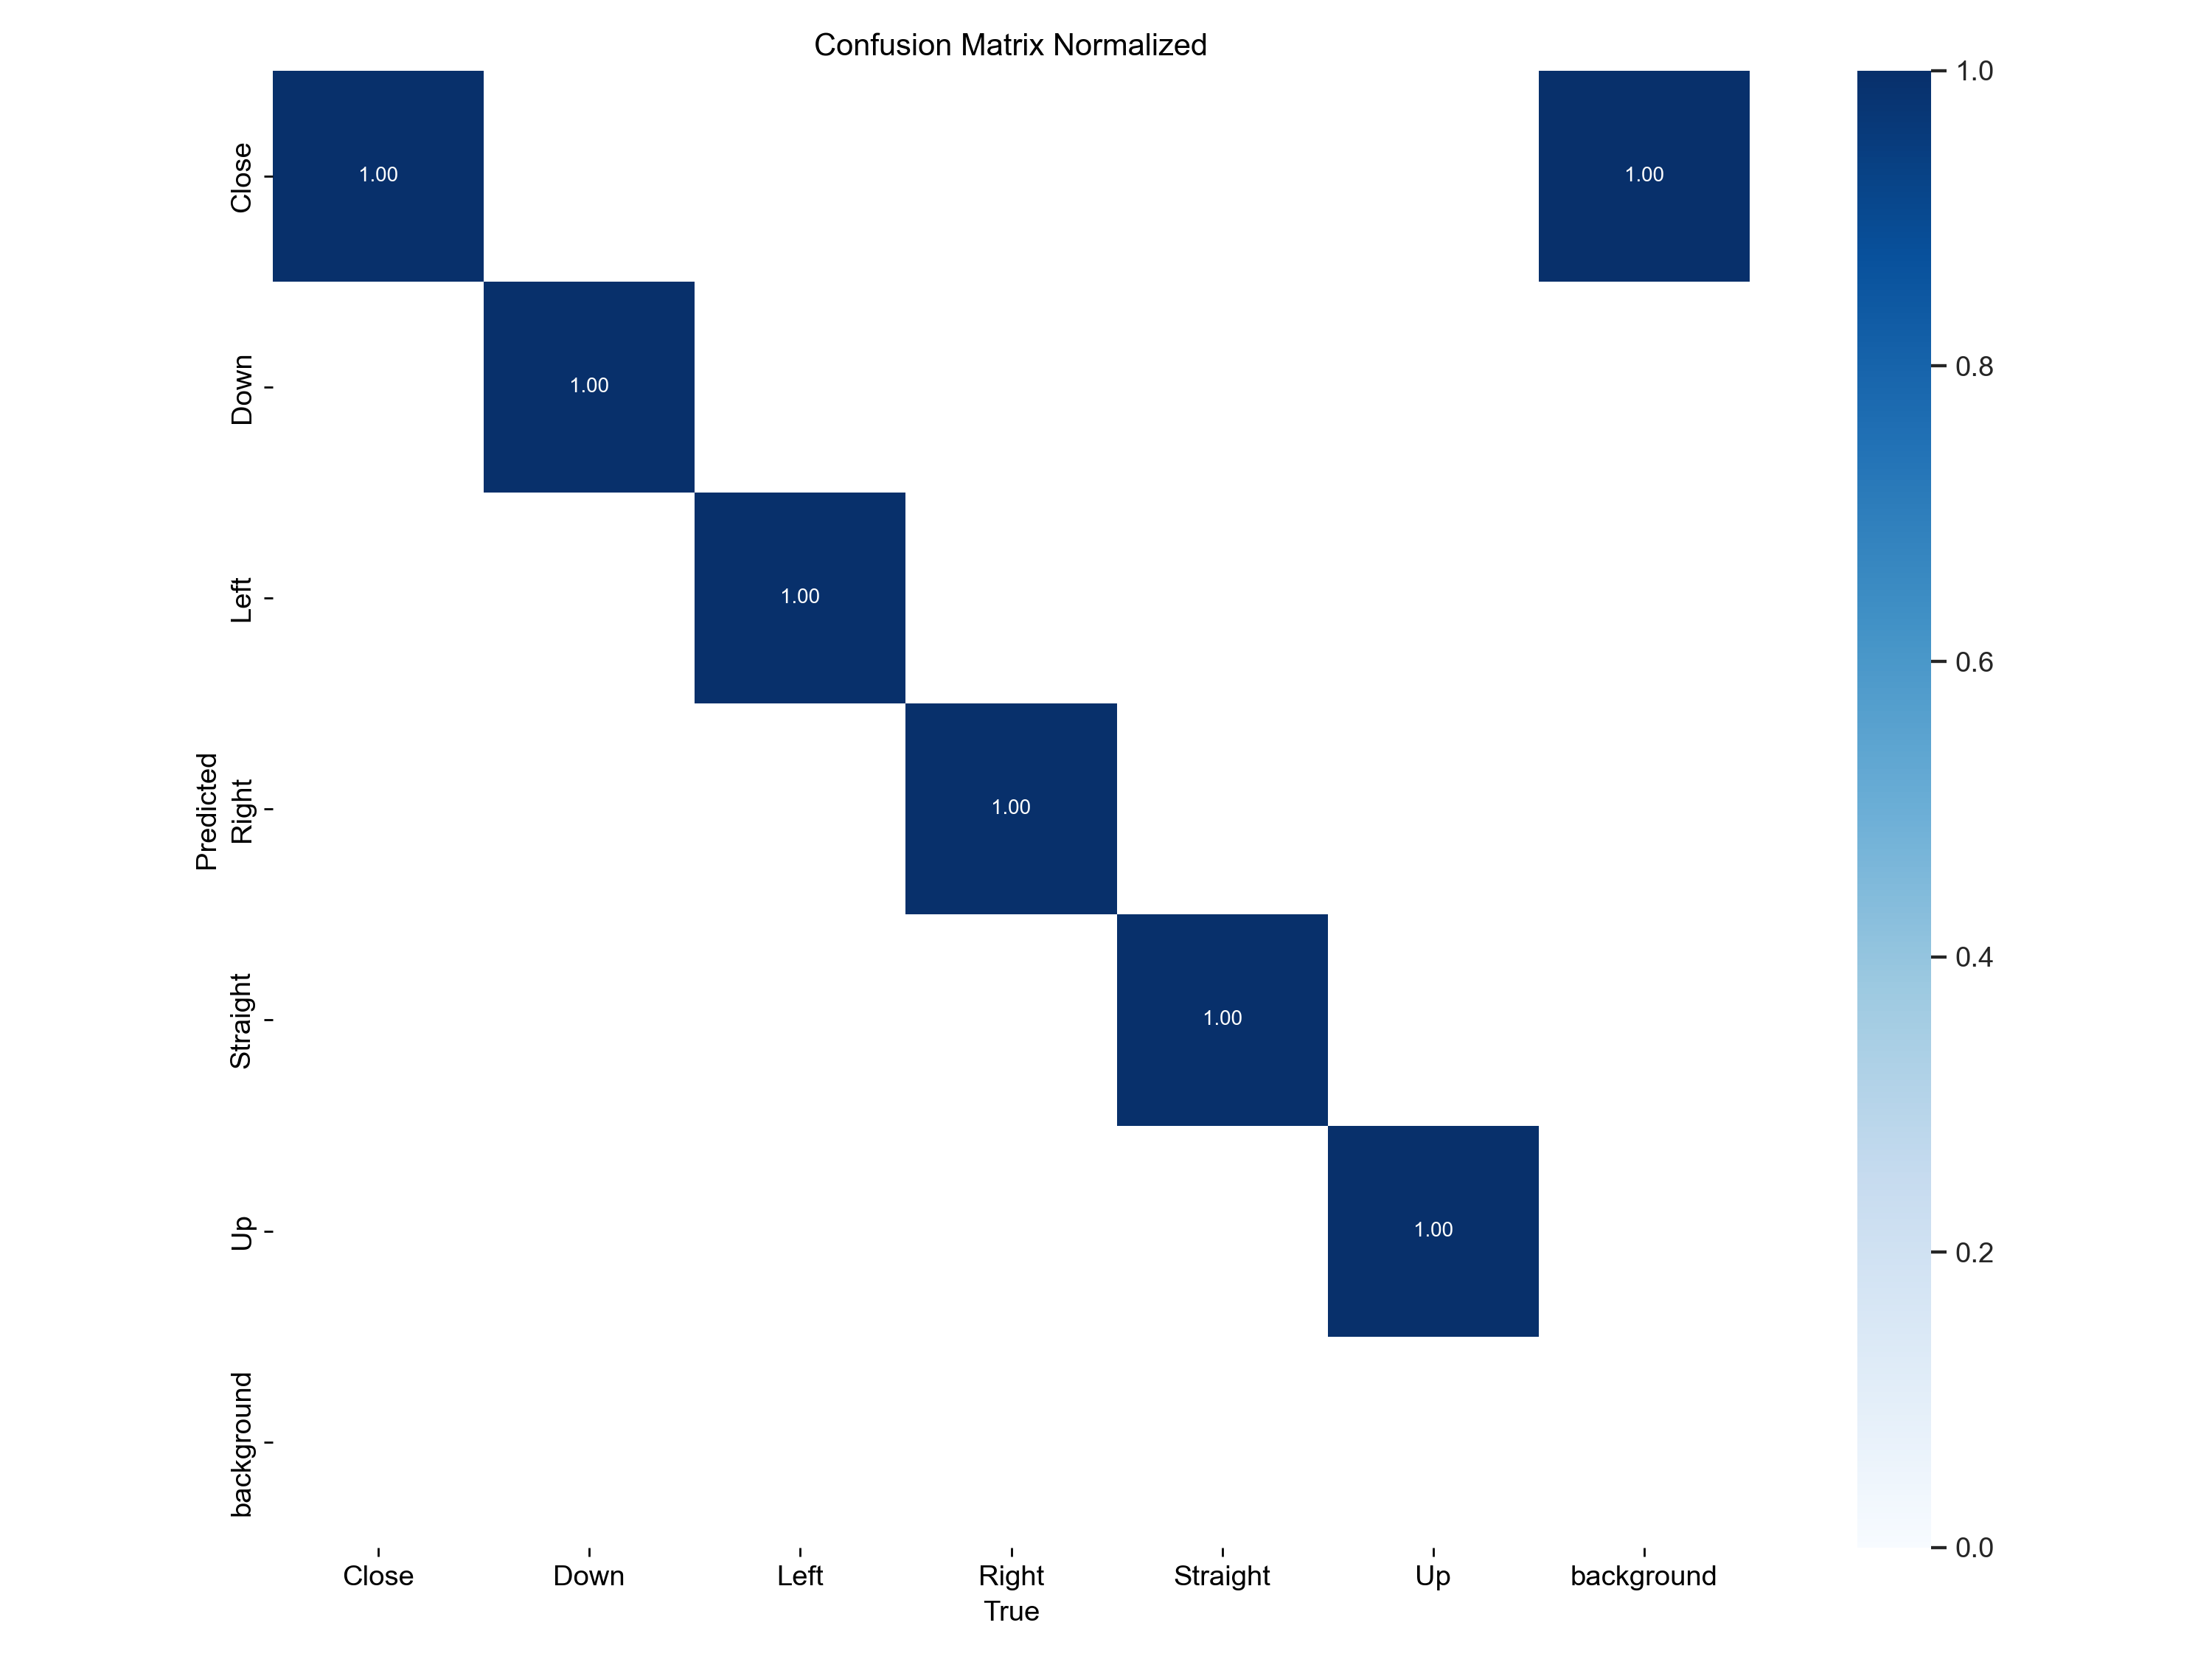 Confusion Matrix Normalized
Close
Down
Left
Right
Straight
Up
background
Predicted
1.00
1.00
1.00
1.00
1.00
1.00
1.00
Close
Down
Left
Right
Straight
Up
background
True
1.0
0.8
0.6
0.4
0.2
0.0